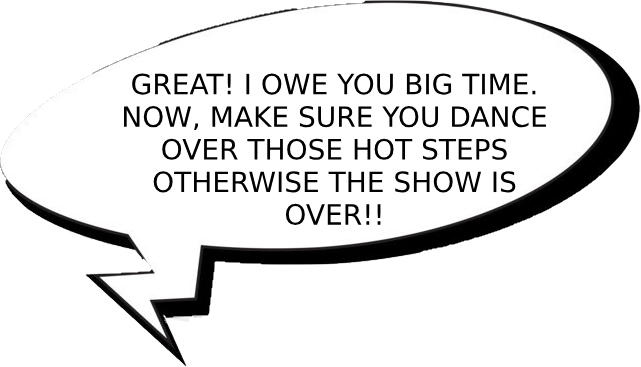 GREAT! I OWE YOU BIG TIME.
NOW, MAKE SURE YOU DANCE
OVER THOSE HOT STEPS
OTHERWISE THE SHOW IS
OVER!!